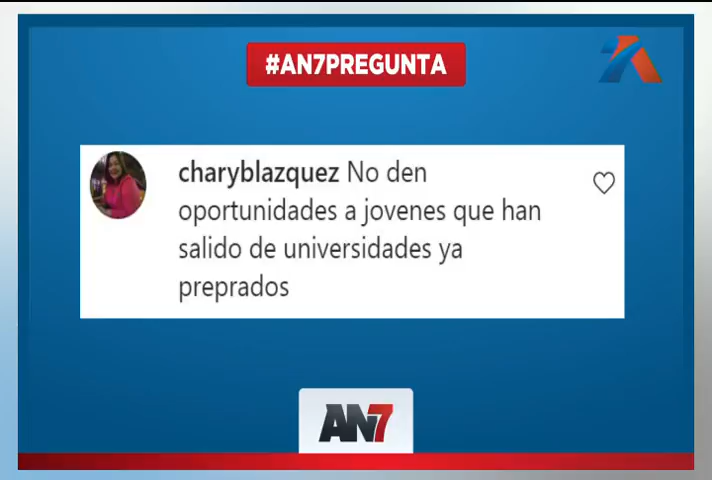 #AN7PREGUNTA
charyblazquez No den
oportunidades a jovenes que han
salido de universidades ya
preprados
AN7